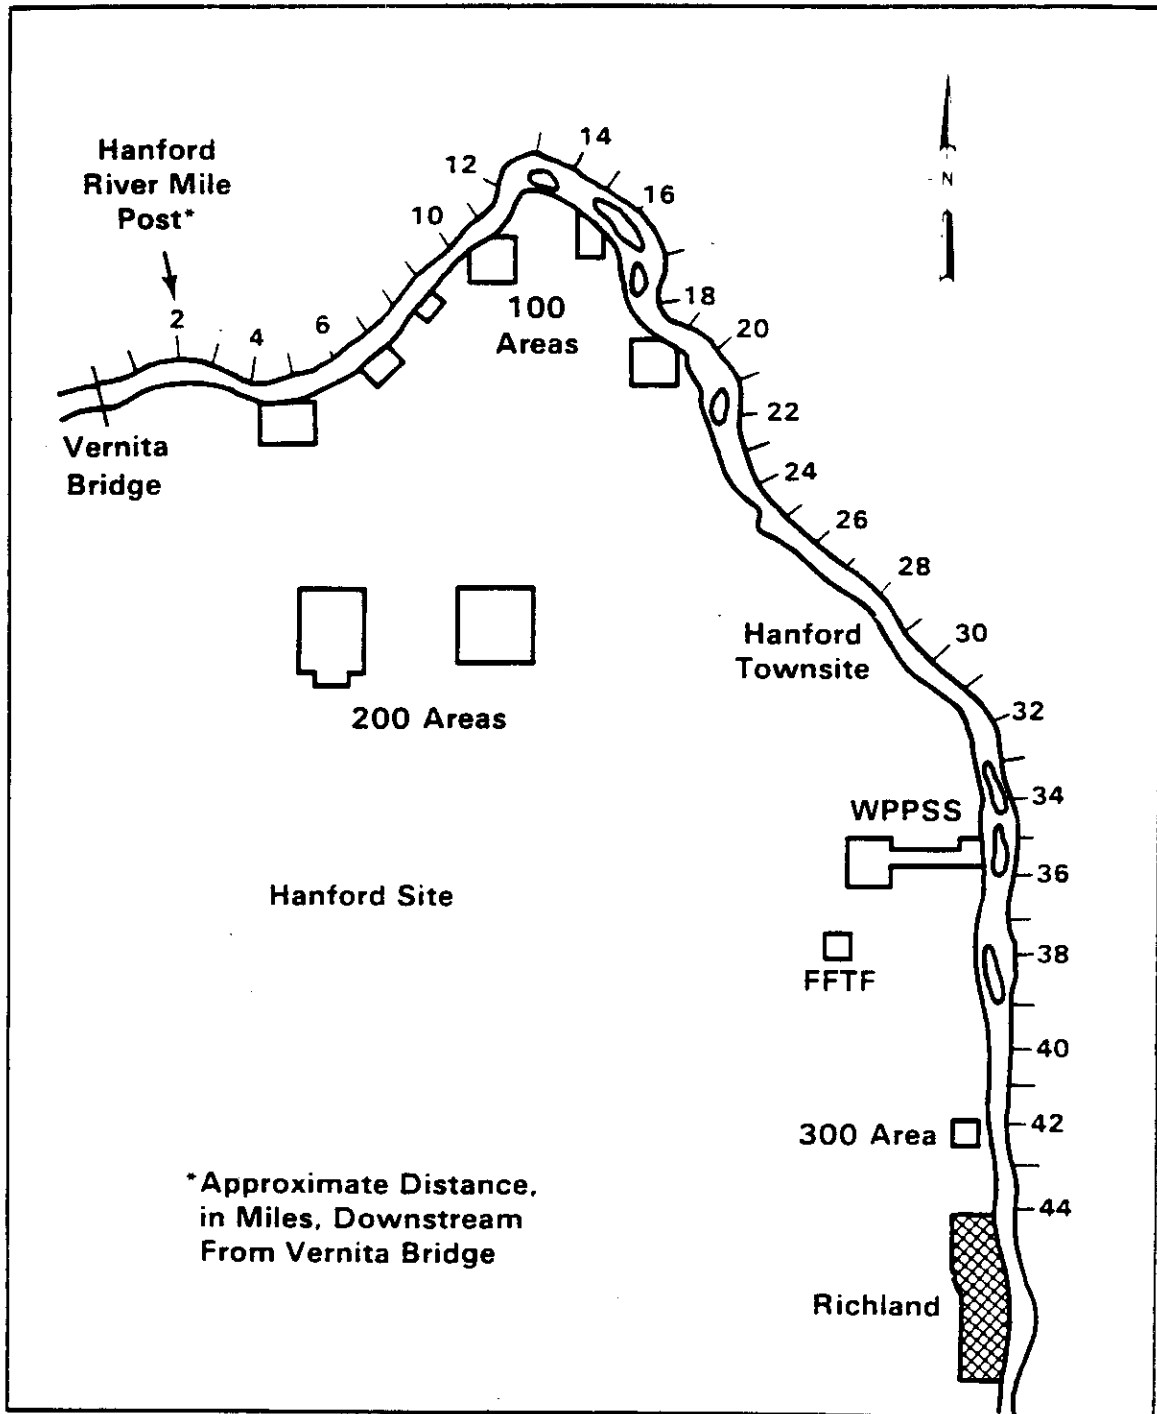 Hanford
River Mile
Post*
N
2
4
6
10
12
14
16
18
20
22
24
26
28
30
32
34
36
38
40
42
44
Vernita
Bridge
100
Areas
200 Areas
Hanford
Townsite
WPPSS
Hanford Site
FFTF
300 Area
*Approximate Distance,
in Miles, Downstream
From Vernita Bridge
Richland